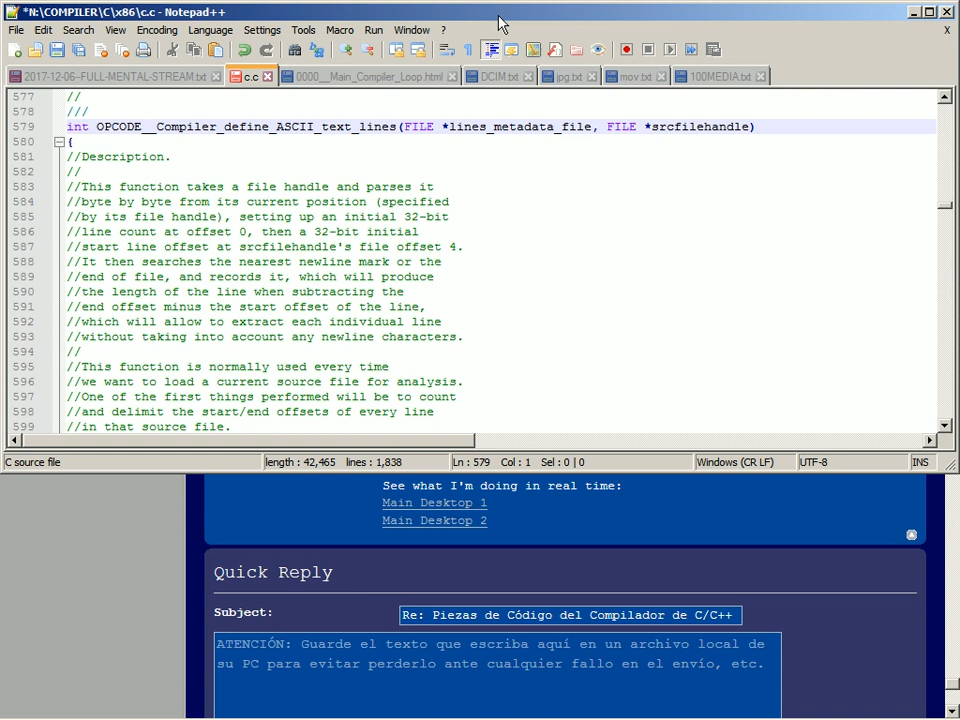 *N:\COMPILER\C\x86\c.c - Notepad++
File Edit Search View Encoding Language Settings Tools Macro Run Window ? X
2017-12-06--FULL-MENTAL-STREAM.txt c.c 0000__Main_Compiler_Loop.html DCIM.txt jpg.txt mov.txt 100MEDIA.txt
577 //
578 ///
579 int OPCODE__Compiler_define_ASCII_text_lines(FILE *lines_metadata_file, FILE *srcfilehandle)
580 {
581 //Description.
582 //
583 //This function takes a file handle and parses it
584 //byte by byte from its current position (specified
585 //by its file handle), setting up an initial 32-bit
586 //line count at offset 0, then a 32-bit initial
587 //start line offset at srcfilehandle's file offset 4.
588 //It then searches the nearest newline mark or the
589 //end of file, and records it, which will produce
590 //the length of the line when subtracting the
591 //end offset minus the start offset of the line,
592 //which will allow to extract each individual line
593 //without taking into account any newline characters.
594 //
595 //This function is normally used every time
596 //we want to load a current source file for analysis.
597 //One of the first things performed will be to count
598 //and delimit the start/end offsets of every line
599 //in that source file.
C source file length : 42,465 lines : 1,838 Ln : 579 Col : 1 Sel : 0 | 0 Windows (CR LF) UTF-8 INS
See what I'm doing in real time:
Main Desktop 1
Main Desktop 2
Quick Reply
Subject: Re: Piezas de Código del Compilador de C/C++
ATENCIÓN: Guarde el texto que escriba aquí en un archivo local de
su PC para evitar perderlo ante cualquier fallo en el envío, etc.